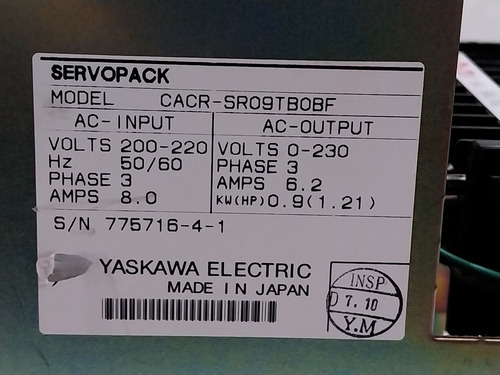 SERVOPACK
MODEL CACR-SR09TB0BF
AC-INPUT AC-OUTPUT
VOLTS 200-220 VOLTS 0-230
Hz 50/60 PHASE 3
PHASE 3 AMPS 6.2
AMPS 8.0 KW(HP) 0.9(1.21)
S/N 775716-4-1
YASKAWA ELECTRIC
MADE IN JAPAN
INSP
7.10
Y.M